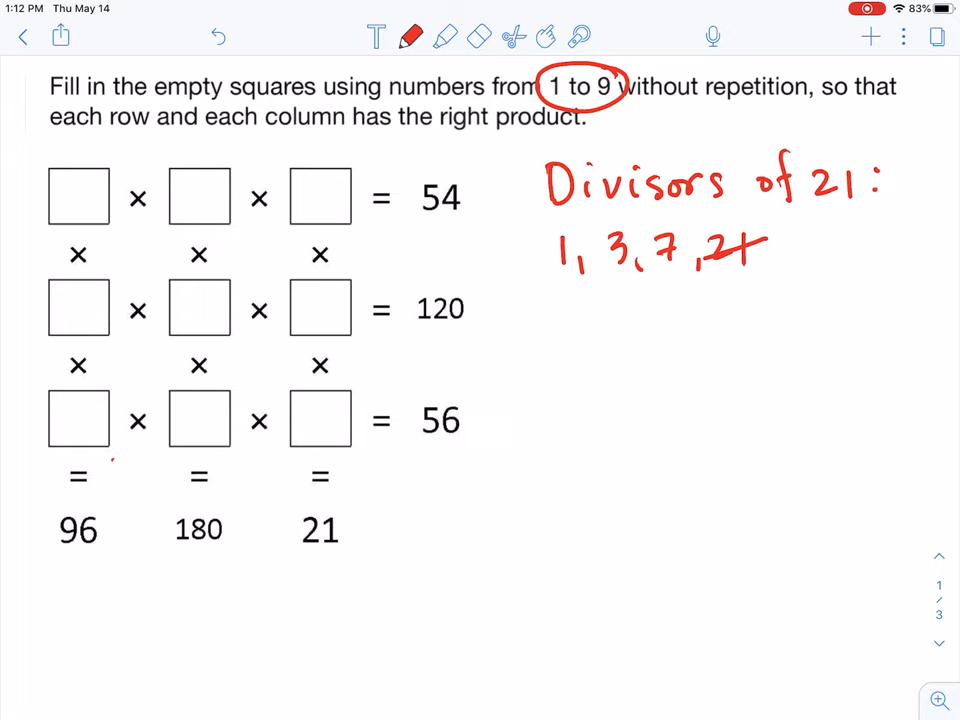 1:12 PM Thu May 14
83%
T
Fill in the empty squares using numbers from 1 to 9 without repetition, so that
each row and each column has the right product.
Divisors of 21:
1, 3, 7, 21
× × = 54
× × ×
× × = 120
× × ×
× × = 56
= = =
96 180 21
1
/
3